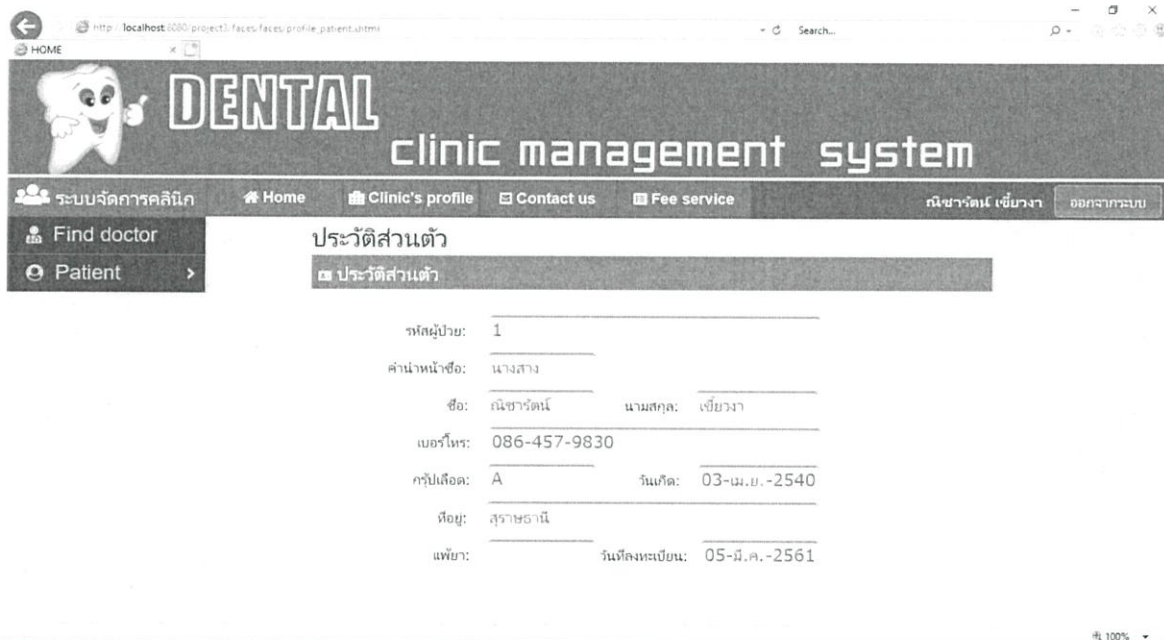 http://localhost:6080/project3/faces/faces/profile_patient.xhtml Search...
HOME
DENTAL
clinic management system
ระบบจัดการคลินิก Home Clinic's profile Contact us Fee service ณิชารัตน์ เขี้ยวงา ออกจากระบบ
Find doctor
Patient >
ประวัติส่วนตัว
ประวัติส่วนตัว
รหัสผู้ป่วย: 1
คำนำหน้าชื่อ: นางสาง
ชื่อ: ณิชารัตน์ นามสกุล: เขี้ยวงา
เบอร์โทร: 086-457-9830
กรุ๊ปเลือด: A วันเกิด: 03-เม.ย.-2540
ที่อยู่: สุราษธานี
แพ้ยา: วันที่ลงทะเบียน: 05-มี.ค.-2561
100%